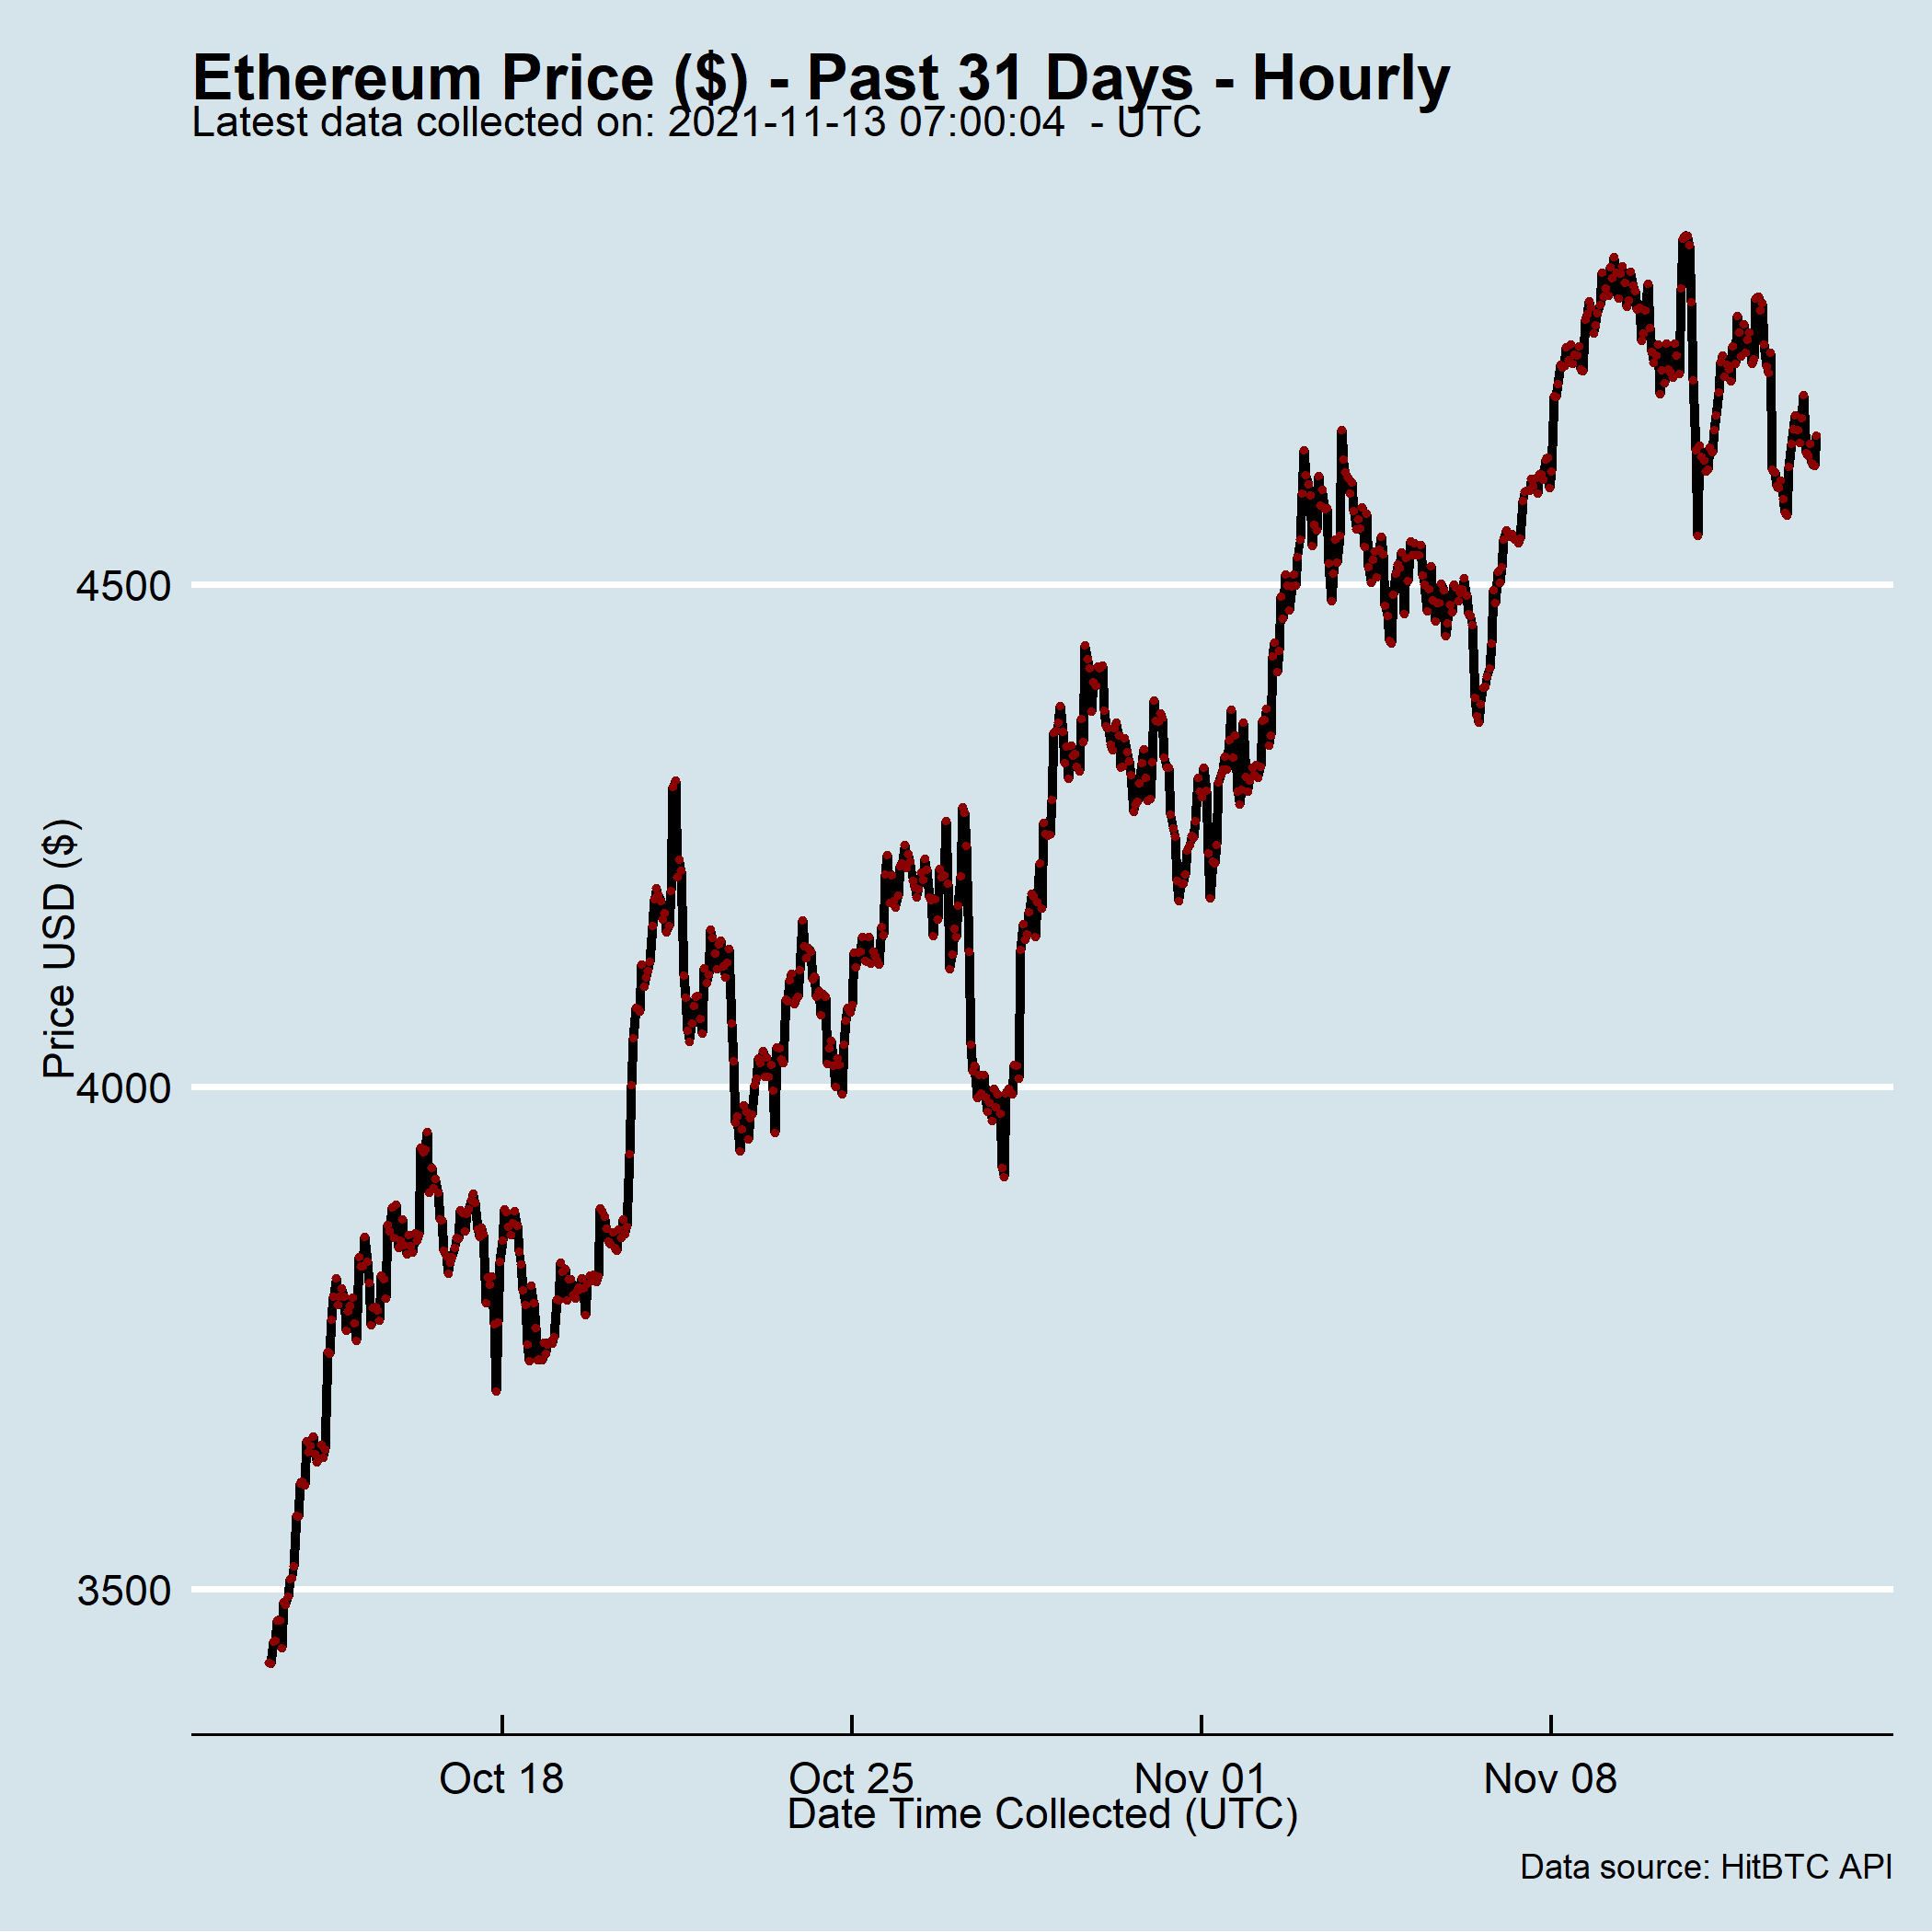 Ethereum Price ($) - Past 31 Days - Hourly
Latest data collected on: 2021-11-13 07:00:04  - UTC
Price USD ($)
4500
4000
3500
Oct 18
Oct 25
Nov 01
Nov 08
Date Time Collected (UTC)
Data source: HitBTC API